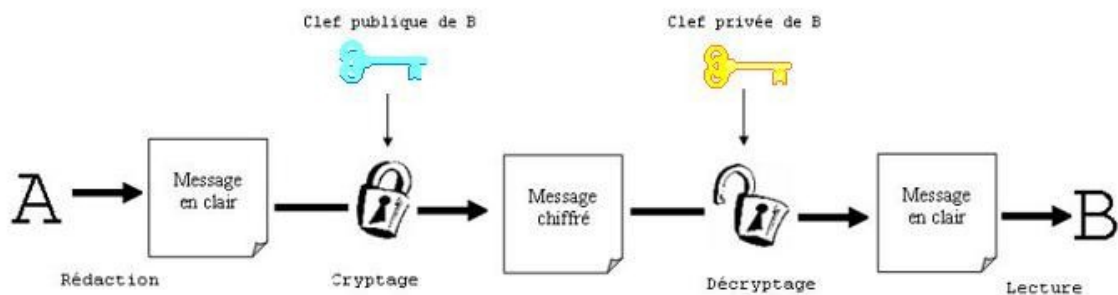 Clef publique de B
Clef privée de B
A
Message
en clair
Message
chiffré
Message
en clair
B
Rédaction
Cryptage
Décryptage
Lecture